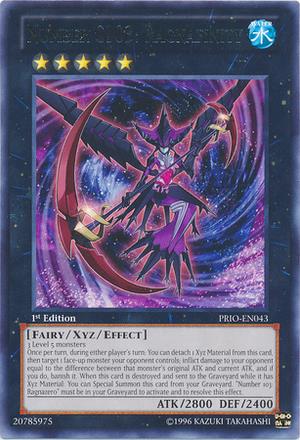 NUMBER C103: RAGNAFINITY
WATER
1st Edition
PRIO-EN043
[Fairy/Xyz/Effect]
3 Level 5 monsters
Once per turn, during either player's turn: You can detach 1 Xyz Material from this card,
then target 1 face-up monster your opponent controls; inflict damage to your opponent
equal to the difference between that monster's original ATK and current ATK, and if
you do, banish it. When this card is destroyed and sent to the Graveyard while it has
Xyz Material: You can Special Summon this card from your Graveyard. "Number 103:
Ragnazero" must be in your Graveyard to activate and to resolve this effect.
ATK/2800 DEF/2400
20785975
©1996 KAZUKI TAKAHASHI